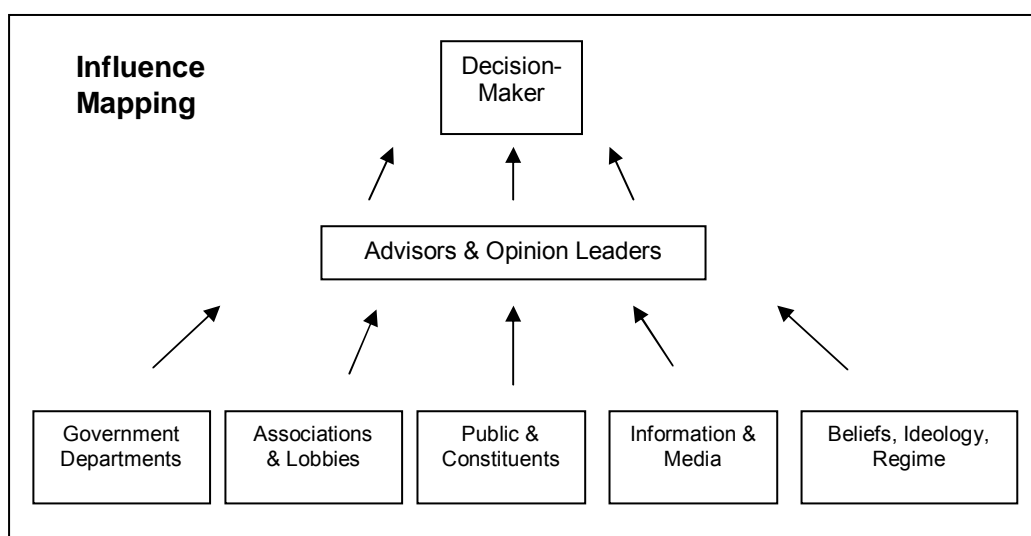 Influence
Mapping
Decision-
Maker
Advisors & Opinion Leaders
Government
Departments
Associations
& Lobbies
Public &
Constituents
Information &
Media
Beliefs, Ideology,
Regime